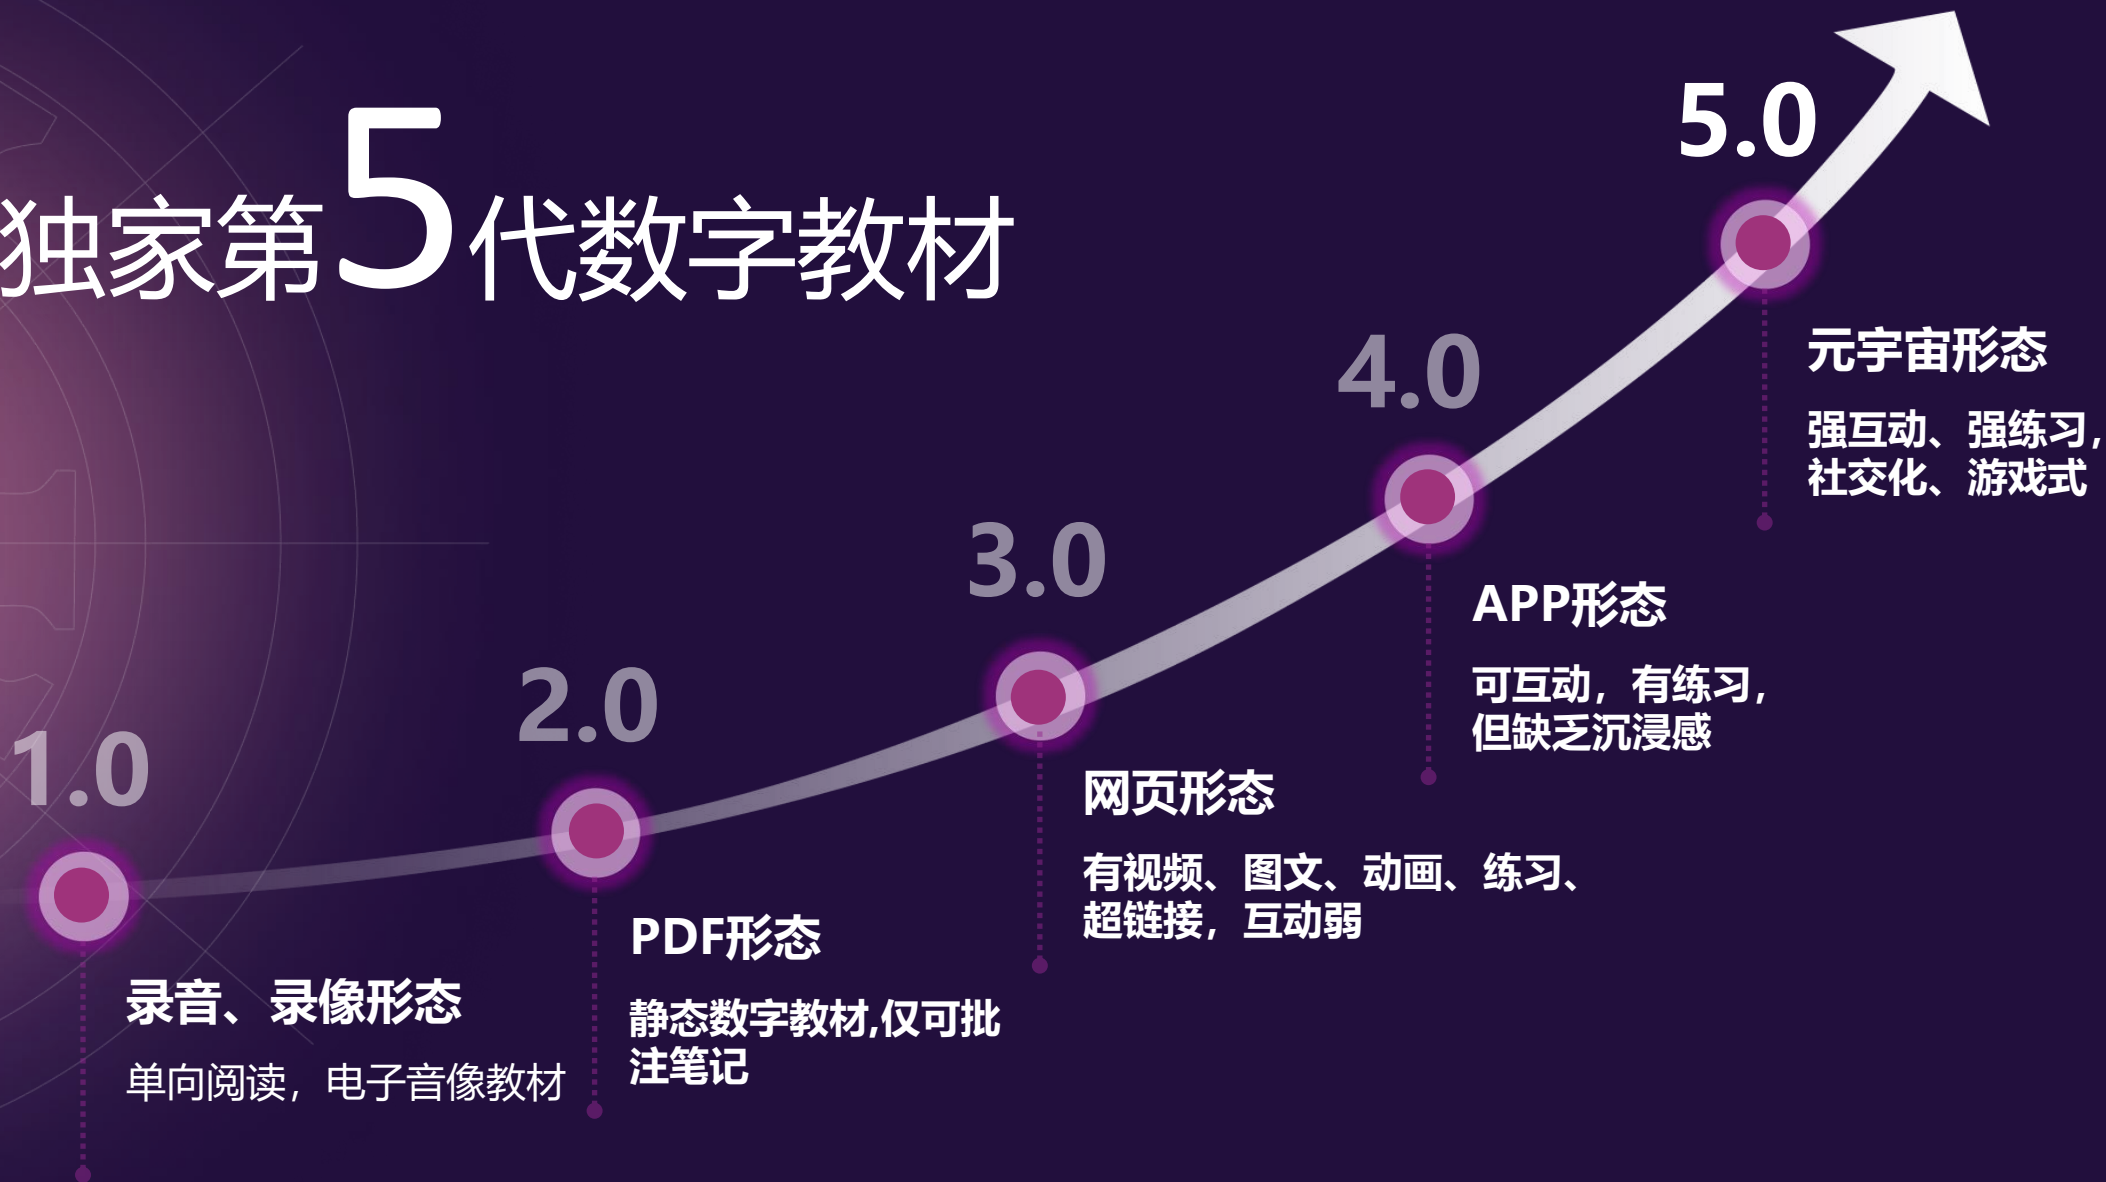 独家第5代数字教材
1.0
录音、录像形态
单向阅读，电子音像教材
2.0
PDF形态
静态数字教材,仅可批
注笔记
3.0
网页形态
有视频、图文、动画、练习、
超链接，互动弱
4.0
APP形态
可互动，有练习，
但缺乏沉浸感
5.0
元宇宙形态
强互动、强练习，
社交化、游戏式